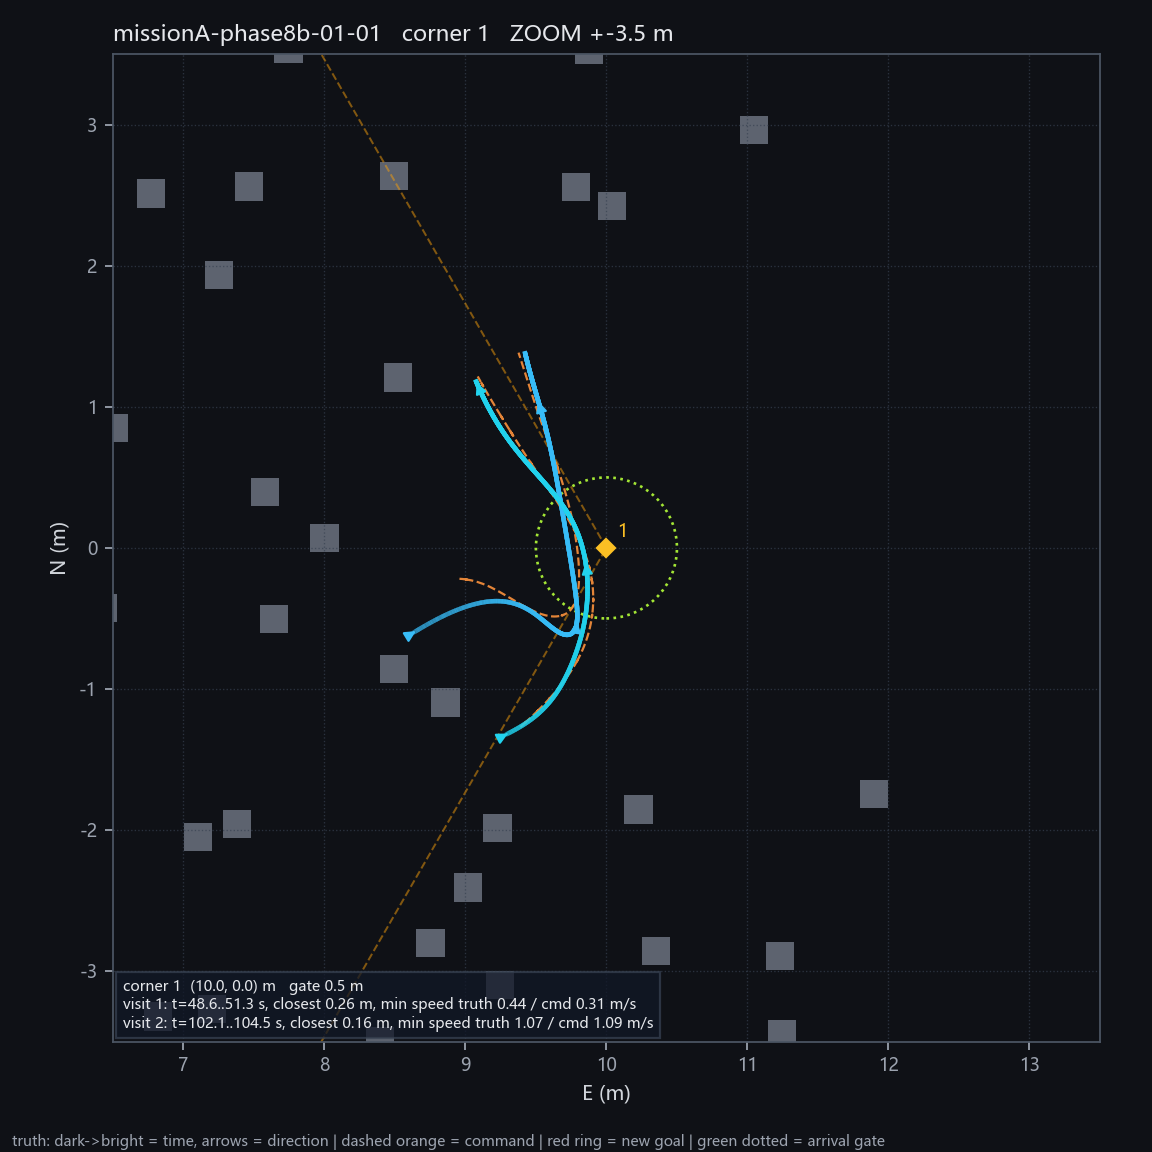 missionA-phase8b-01-01   corner 1   ZOOM +-3.5 m
3
2
1
0
-1
-2
-3
N (m)
1
corner 1  (10.0, 0.0) m   gate 0.5 m
visit 1: t=48.6..51.3 s, closest 0.26 m, min speed truth 0.44 / cmd 0.31 m/s
visit 2: t=102.1..104.5 s, closest 0.16 m, min speed truth 1.07 / cmd 1.09 m/s
7 8 9 10 11 12 13
E (m)
truth: dark->bright = time, arrows = direction | dashed orange = command | red ring = new goal | green dotted = arrival gate